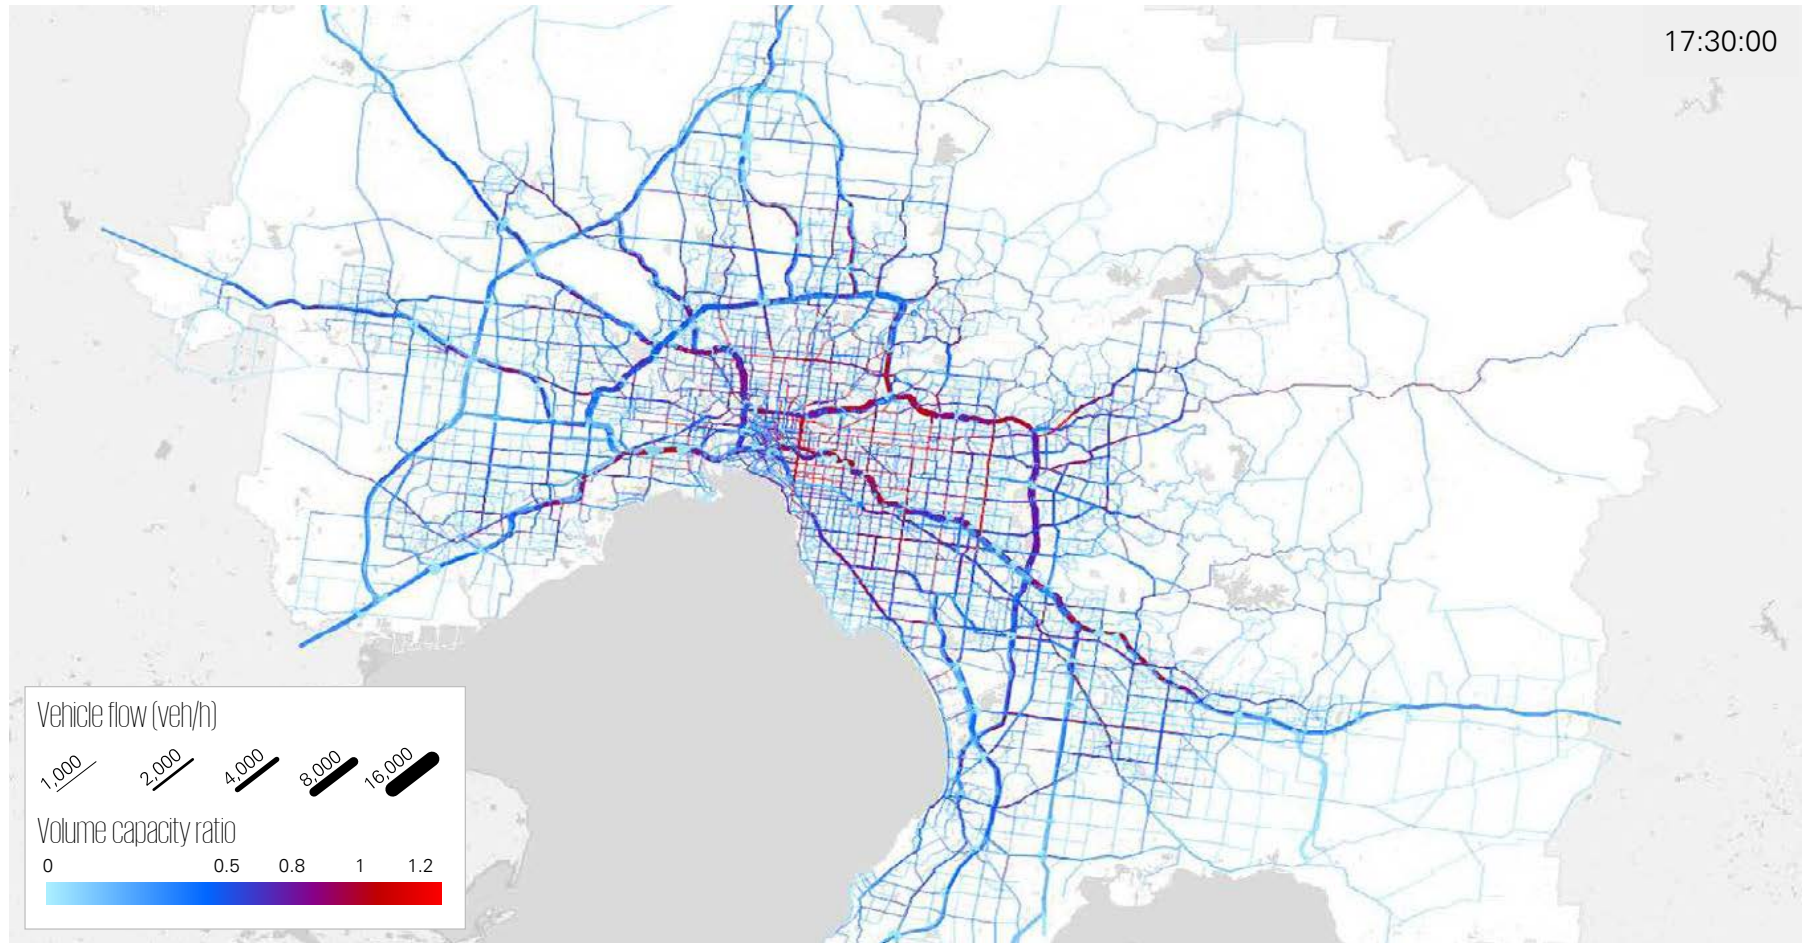 17:30:00
Vehicle flow (veh/h)
1,000 2,000 4,000 8,000 16,000
Volume capacity ratio
0 0.5 0.8 1 1.2